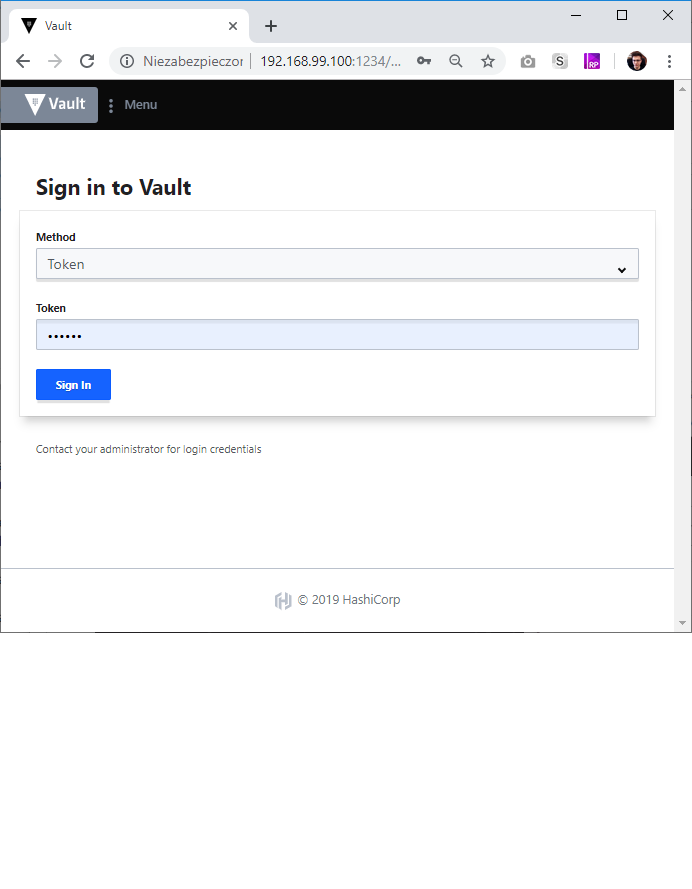 Vault
Niezabezpieczor 192.168.99.100:1234/... S RP
Vault Menu
Sign in to Vault
Method
Token
Token
••••••
Sign In
Contact your administrator for login credentials
© 2019 HashiCorp